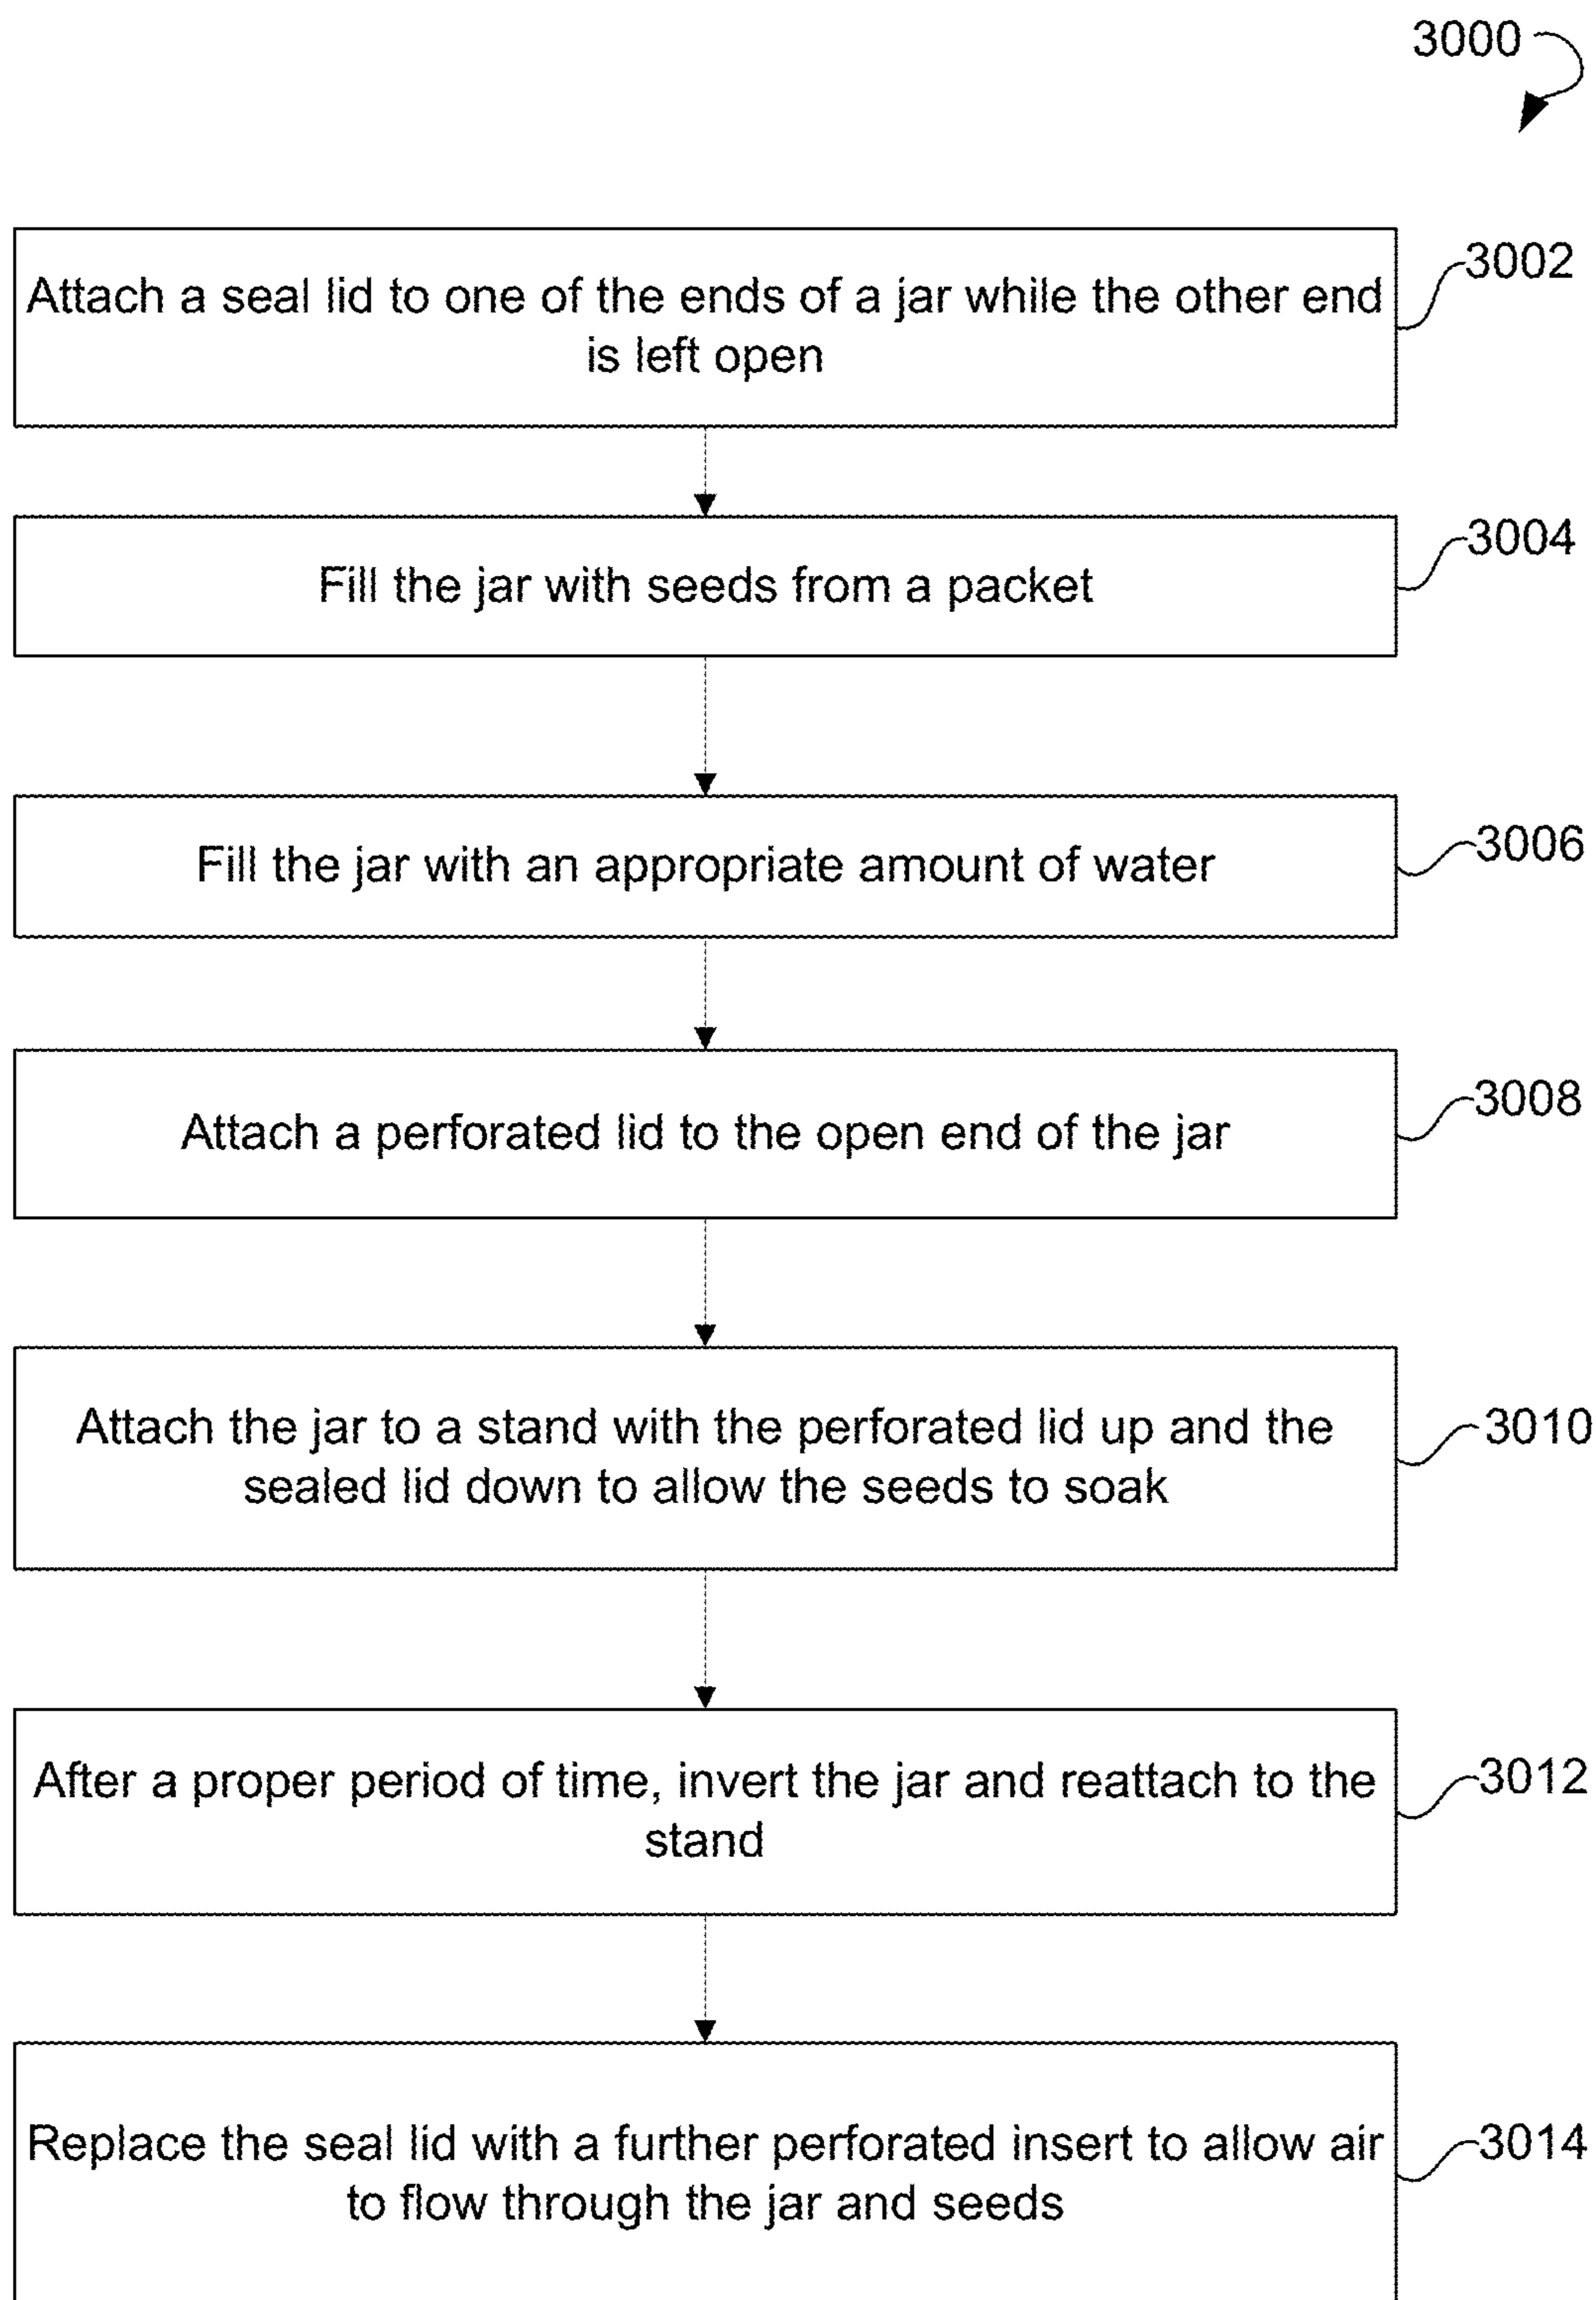 3000
Attach a seal lid to one of the ends of a jar while the other end
is left open
3002
Fill the jar with seeds from a packet
3004
Fill the jar with an appropriate amount of water
3006
Attach a perforated lid to the open end of the jar
3008
Attach the jar to a stand with the perforated lid up and the
sealed lid down to allow the seeds to soak
3010
After a proper period of time, invert the jar and reattach to the
stand
3012
Replace the seal lid with a further perforated insert to allow air
to flow through the jar and seeds
3014